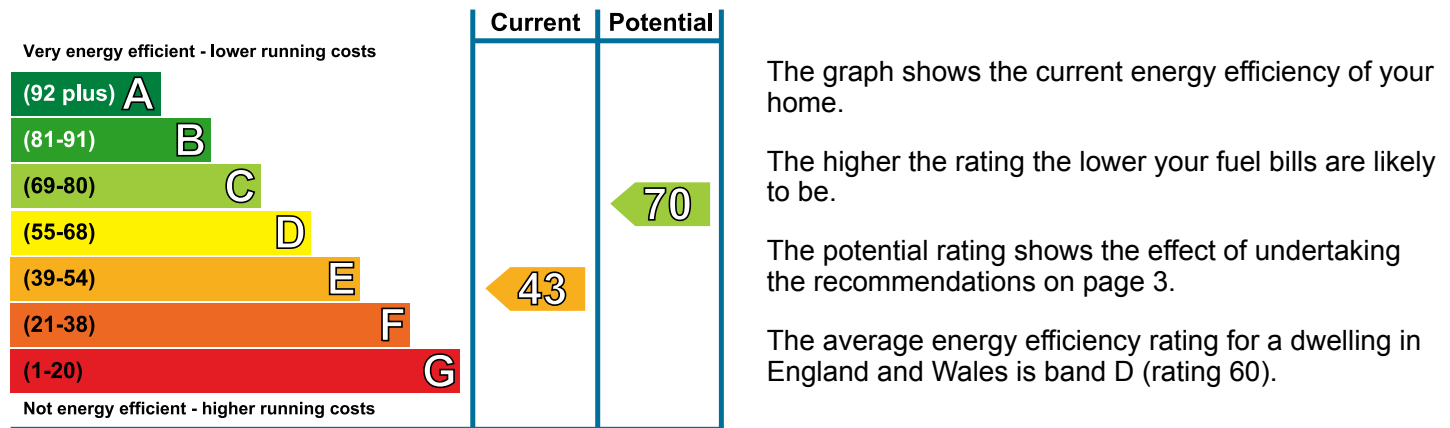 Current Potential
Very energy efficient - lower running costs
(92 plus) A
(81-91) B
(69-80) C
70
(55-68) D
(39-54) E
43
(21-38) F
(1-20) G
Not energy efficient - higher running costs
The graph shows the current energy efficiency of your
home.
The higher the rating the lower your fuel bills are likely
to be.
The potential rating shows the effect of undertaking
the recommendations on page 3.
The average energy efficiency rating for a dwelling in
England and Wales is band D (rating 60).